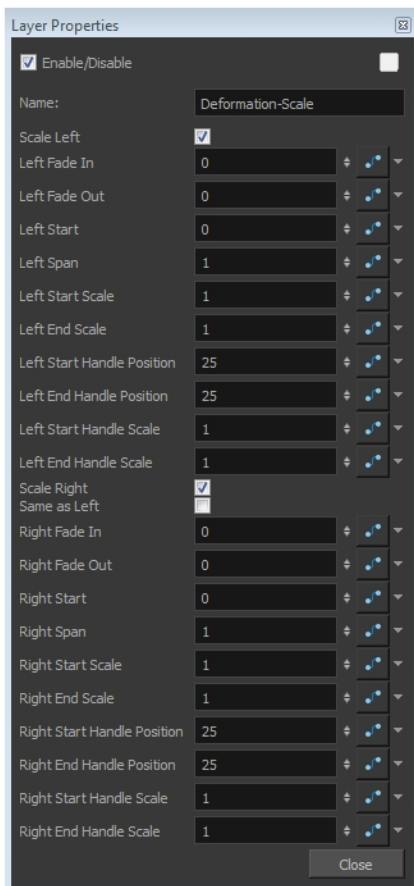 Layer Properties
Enable/Disable
Name: Deformation-Scale
Scale Left
Left Fade In 0
Left Fade Out 0
Left Start 0
Left Span 1
Left Start Scale 1
Left End Scale 1
Left Start Handle Position 25
Left End Handle Position 25
Left Start Handle Scale 1
Left End Handle Scale 1
Scale Right
Same as Left
Right Fade In 0
Right Fade Out 0
Right Start 0
Right Span 1
Right Start Scale 1
Right End Scale 1
Right Start Handle Position 25
Right End Handle Position 25
Right Start Handle Scale 1
Right End Handle Scale 1
Close